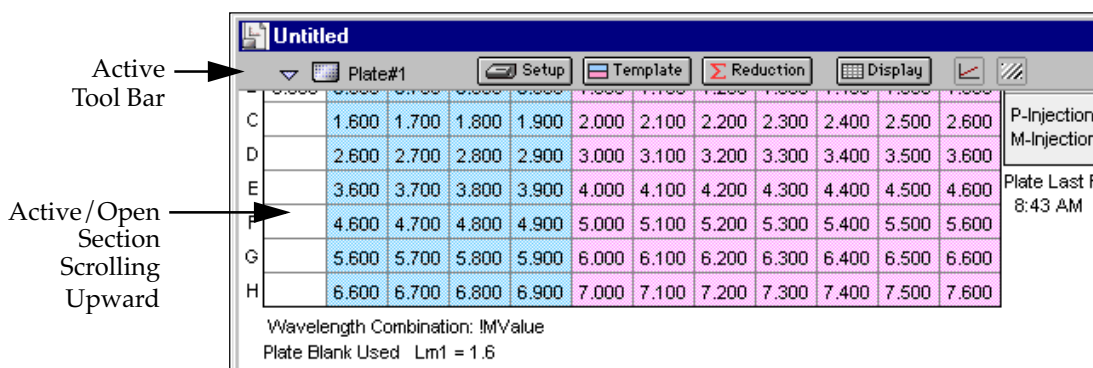 Untitled
Active
Tool Bar
Plate#1 Setup Template Reduction Display
C 1.600 1.700 1.800 1.900 2.000 2.100 2.200 2.300 2.400 2.500 2.600
P-Injection
M-Injection
D 2.600 2.700 2.800 2.900 3.000 3.100 3.200 3.300 3.400 3.500 3.600
E 3.600 3.700 3.800 3.900 4.000 4.100 4.200 4.300 4.400 4.500 4.600
Plate Last
8:43 AM
Active/Open
Section
Scrolling
Upward
F 4.600 4.700 4.800 4.900 5.000 5.100 5.200 5.300 5.400 5.500 5.600
G 5.600 5.700 5.800 5.900 6.000 6.100 6.200 6.300 6.400 6.500 6.600
H 6.600 6.700 6.800 6.900 7.000 7.100 7.200 7.300 7.400 7.500 7.600
Wavelength Combination: !MValue
Plate Blank Used Lm1 = 1.6